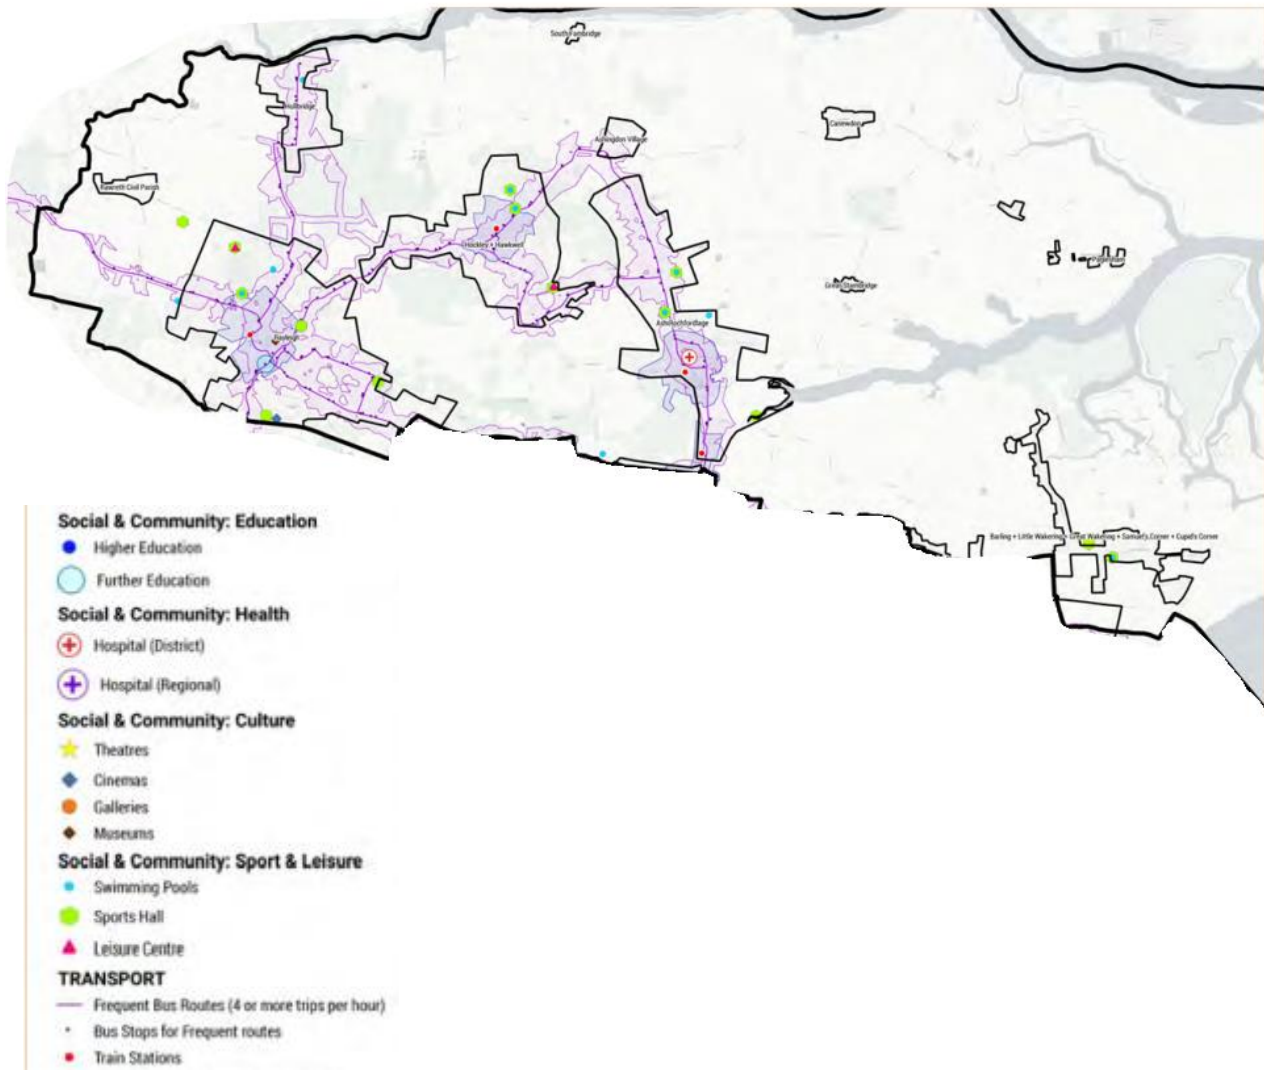 South Fambridge
Hullbridge
Canewdon
Ashingdon Village
Rawreth Civil Parish
Hockley + Hawkwell
Paglesham
Great Stambridge
Rayleigh
Barling + Little Wakering + Great Wakering + Samuel's Corner + Cupid's Corner
Social & Community: Education
Higher Education
Further Education
Social & Community: Health
Hospital (District)
Hospital (Regional)
Social & Community: Culture
Theatres
Cinemas
Galleries
Museums
Social & Community: Sport & Leisure
Swimming Pools
Sports Hall
Leisure Centre
TRANSPORT
Frequent Bus Routes (4 or more trips per hour)
Bus Stops for Frequent routes
Train Stations